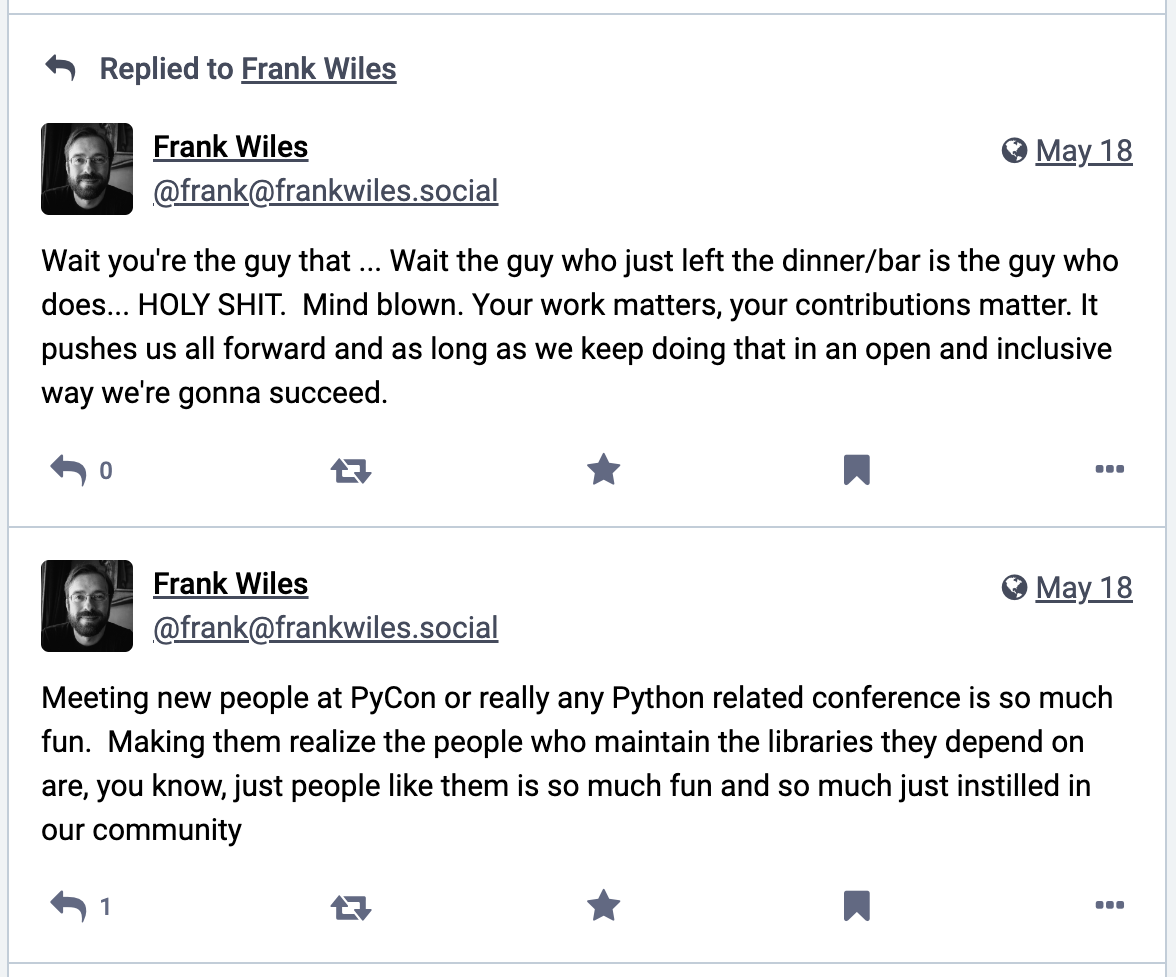 Replied to Frank Wiles
Frank Wiles
May 18
@frank@frankwiles.social
Wait you're the guy that ... Wait the guy who just left the dinner/bar is the guy who
does... HOLY SHIT.  Mind blown. Your work matters, your contributions matter. It
pushes us all forward and as long as we keep doing that in an open and inclusive
way we're gonna succeed.
0
Frank Wiles
May 18
@frank@frankwiles.social
Meeting new people at PyCon or really any Python related conference is so much
fun.  Making them realize the people who maintain the libraries they depend on
are, you know, just people like them is so much fun and so much just instilled in
our community
1